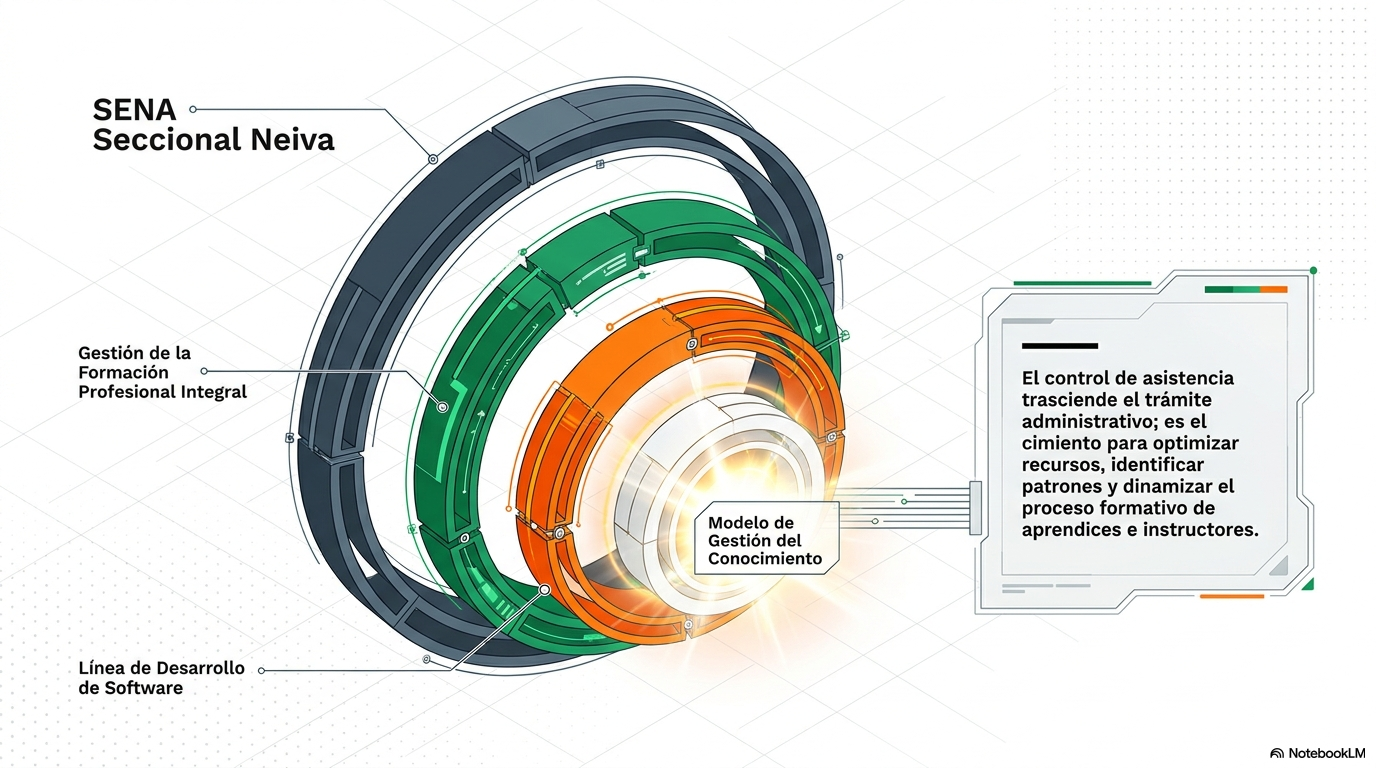 SENA
Seccional Neiva
Gestión de la
Formación
Profesional Integral
Línea de Desarrollo
de Software
Modelo de
Gestión del
Conocimiento
El control de asistencia
trasciende el trámite
administrativo; es el
cimiento para optimizar
recursos, identificar
patrones y dinamizar el
proceso formativo de
aprendices e instructores.
NotebookLM